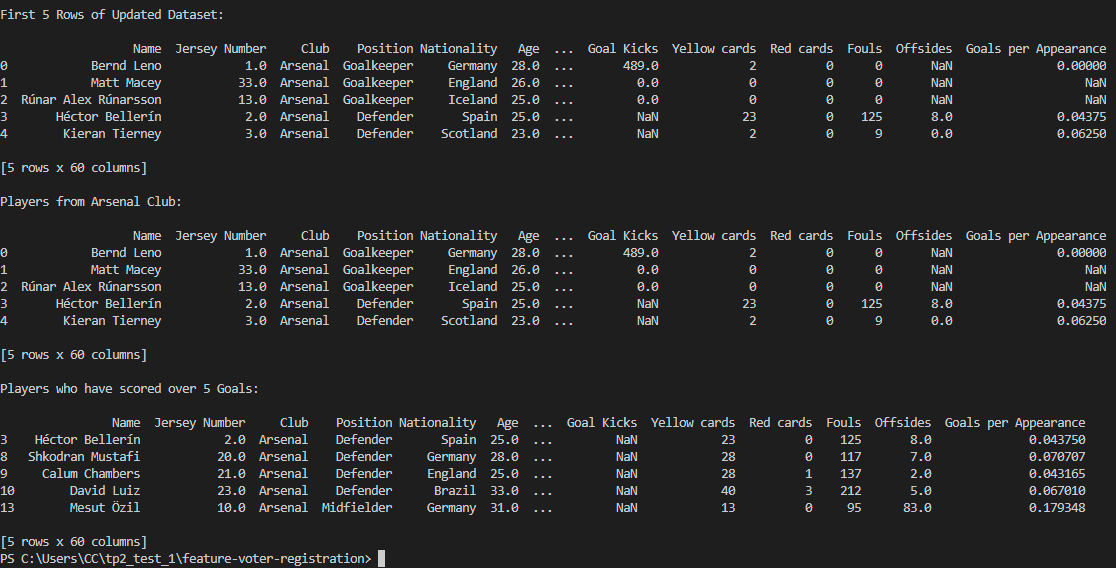 First 5 Rows of Updated Dataset:
Name Jersey Number Club Position Nationality Age ... Goal Kicks Yellow cards Red cards Fouls Offsides Goals per Appearance
0 Bernd Leno 1.0 Arsenal Goalkeeper Germany 28.0 ... 489.0 2 0 0 NaN 0.00000
1 Matt Macey 33.0 Arsenal Goalkeeper England 26.0 ... 0.0 0 0 0 NaN NaN
2 Rúnar Alex Rúnarsson 13.0 Arsenal Goalkeeper Iceland 25.0 ... 0.0 0 0 0 NaN NaN
3 Héctor Bellerín 2.0 Arsenal Defender Spain 25.0 ... NaN 23 0 125 8.0 0.04375
4 Kieran Tierney 3.0 Arsenal Defender Scotland 23.0 ... NaN 2 0 9 0.0 0.06250
[5 rows x 60 columns]
Players from Arsenal Club:
Name Jersey Number Club Position Nationality Age ... Goal Kicks Yellow cards Red cards Fouls Offsides Goals per Appearance
0 Bernd Leno 1.0 Arsenal Goalkeeper Germany 28.0 ... 489.0 2 0 0 NaN 0.00000
1 Matt Macey 33.0 Arsenal Goalkeeper England 26.0 ... 0.0 0 0 0 NaN NaN
2 Rúnar Alex Rúnarsson 13.0 Arsenal Goalkeeper Iceland 25.0 ... 0.0 0 0 0 NaN NaN
3 Héctor Bellerín 2.0 Arsenal Defender Spain 25.0 ... NaN 23 0 125 8.0 0.04375
4 Kieran Tierney 3.0 Arsenal Defender Scotland 23.0 ... NaN 2 0 9 0.0 0.06250
[5 rows x 60 columns]
Players who have scored over 5 Goals:
Name Jersey Number Club Position Nationality Age ... Goal Kicks Yellow cards Red cards Fouls Offsides Goals per Appearance
3 Héctor Bellerín 2.0 Arsenal Defender Spain 25.0 ... NaN 23 0 125 8.0 0.043750
8 Shkodran Mustafi 20.0 Arsenal Defender Germany 28.0 ... NaN 28 0 117 7.0 0.070707
9 Calum Chambers 21.0 Arsenal Defender England 25.0 ... NaN 28 1 137 2.0 0.043165
10 David Luiz 23.0 Arsenal Defender Brazil 33.0 ... NaN 40 3 212 5.0 0.067010
13 Mesut Özil 10.0 Arsenal Midfielder Germany 31.0 ... NaN 13 0 95 83.0 0.179348
[5 rows x 60 columns]
PS C:\Users\CC\tp2_test_1\feature-voter-registration>